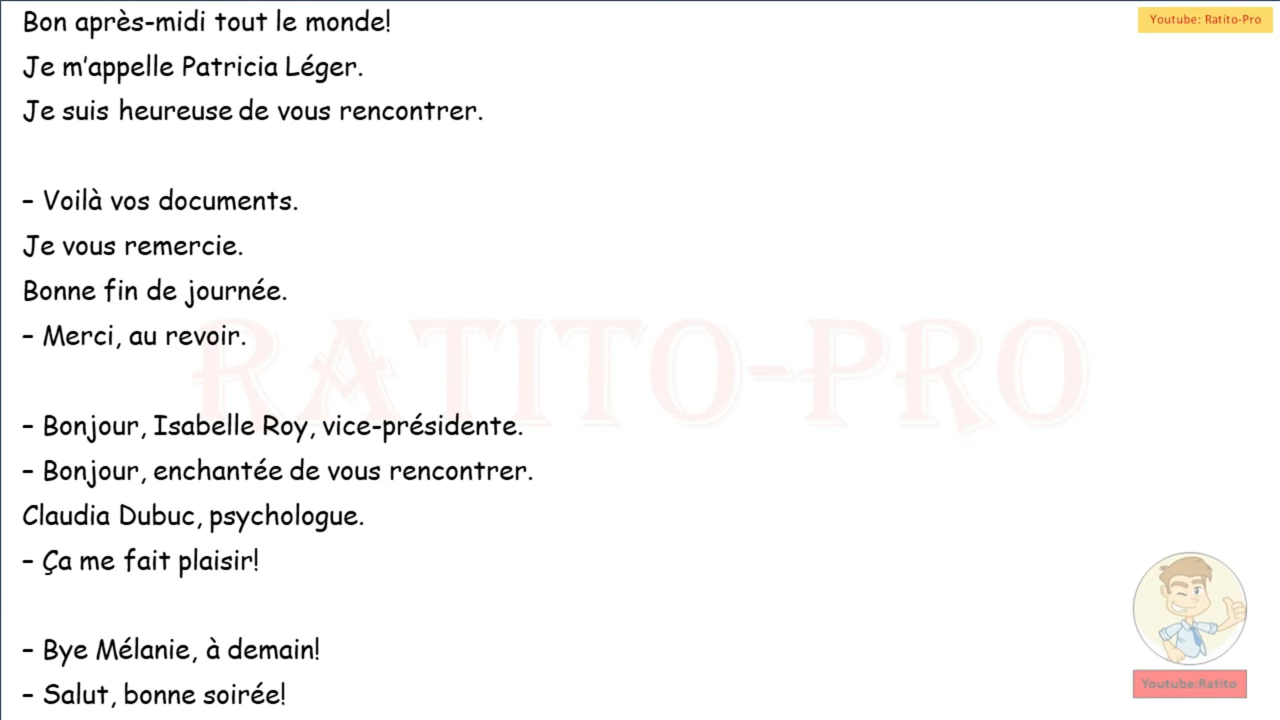 Bon après-midi tout le monde!
Youtube: Ratito-Pro
Je m'appelle Patricia Léger.
Je suis heureuse de vous rencontrer.
– Voilà vos documents.
Je vous remercie.
Bonne fin de journée.
– Merci, au revoir.
RATITO-PRO
– Bonjour, Isabelle Roy, vice-présidente.
– Bonjour, enchantée de vous rencontrer.
Claudia Dubuc, psychologue.
– Ça me fait plaisir!
– Bye Mélanie, à demain!
– Salut, bonne soirée!
Youtube:Ratito